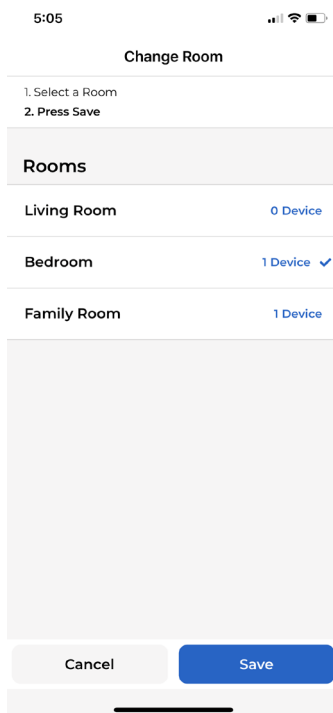 5:05
Change Room
1. Select a Room
2. Press Save
Rooms
Living Room 0 Device
Bedroom 1 Device
Family Room 1 Device
Cancel Save